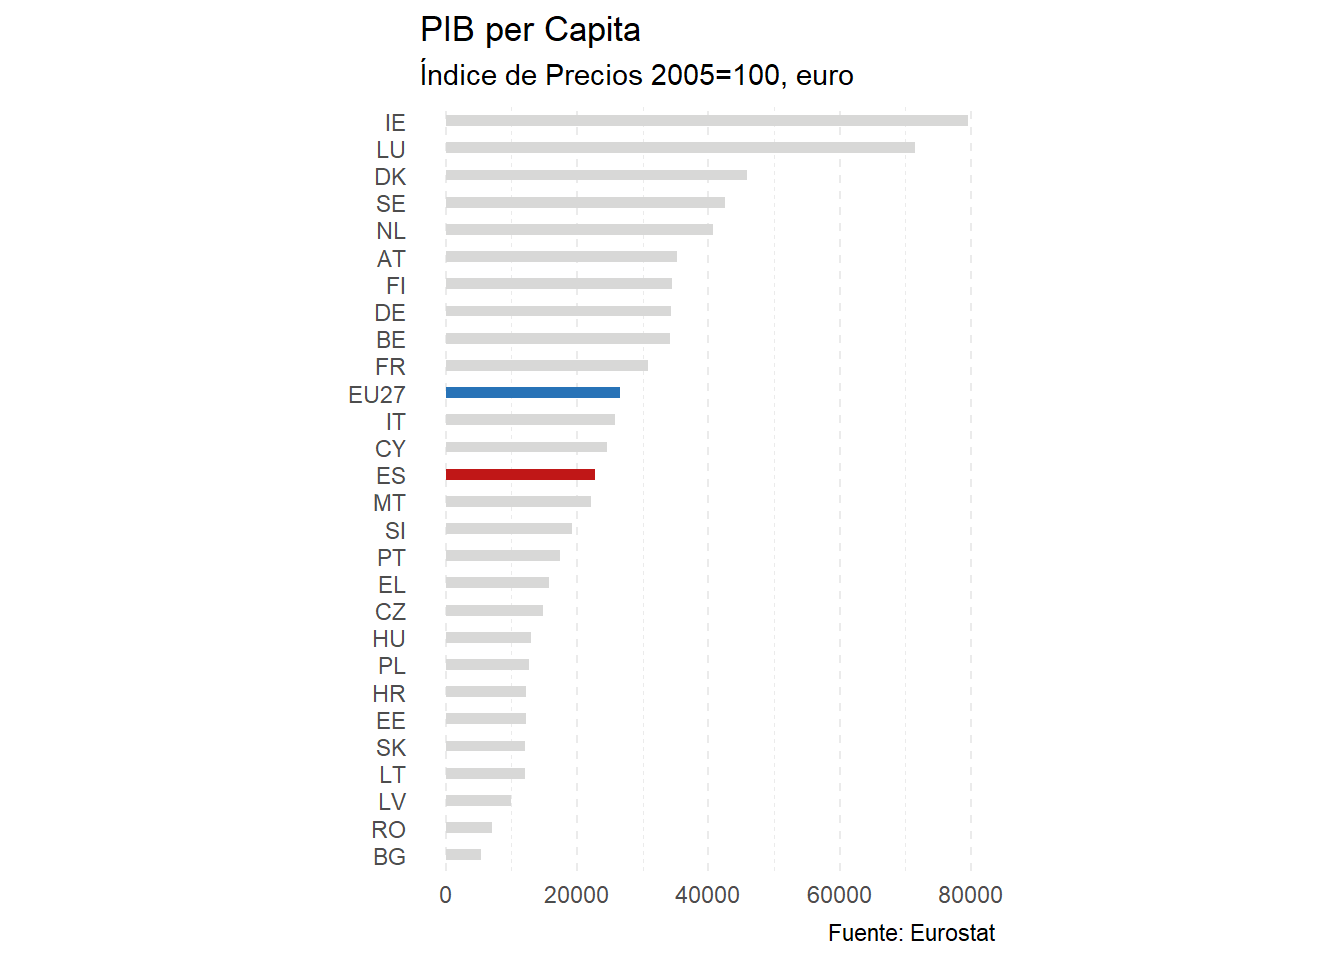 PIB per Capita
Índice de Precios 2005=100, euro
IE
LU
DK
SE
NL
AT
FI
DE
BE
FR
EU27
IT
CY
ES
MT
SI
PT
EL
CZ
HU
PL
HR
EE
SK
LT
LV
RO
BG
0 20000 40000 60000 80000
Fuente: Eurostat